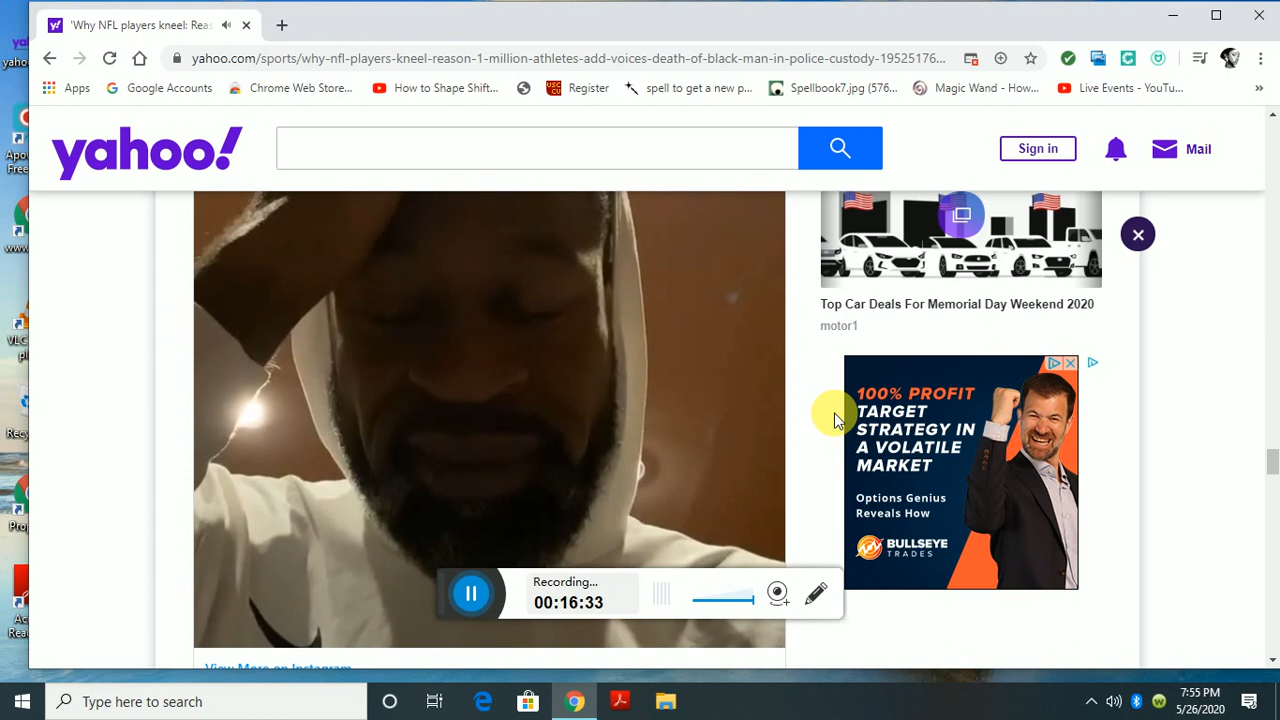 'Why NFL players kneel: Rea
yahoo.com/sports/why-nfl-players-kneel-reason-1-million-athletes-add-voices-death-of-black-man-in-police-custody-19525176...
Apps
Google Accounts
Chrome Web Store...
How to Shape Shift...
Register
spell to get a new p...
Spellbook7.jpg (576...
Magic Wand - How...
Live Events - YouTu...
»
yahoo!
Sign in
Mail
Top Car Deals For Memorial Day Weekend 2020
motor1
100% PROFIT
TARGET
STRATEGY IN
A VOLATILE
MARKET
Options Genius
Reveals How
BULLSEYE
TRADES
Recording...
00:16:33
View More on Instagram
Type here to search
7:55 PM
5/26/2020